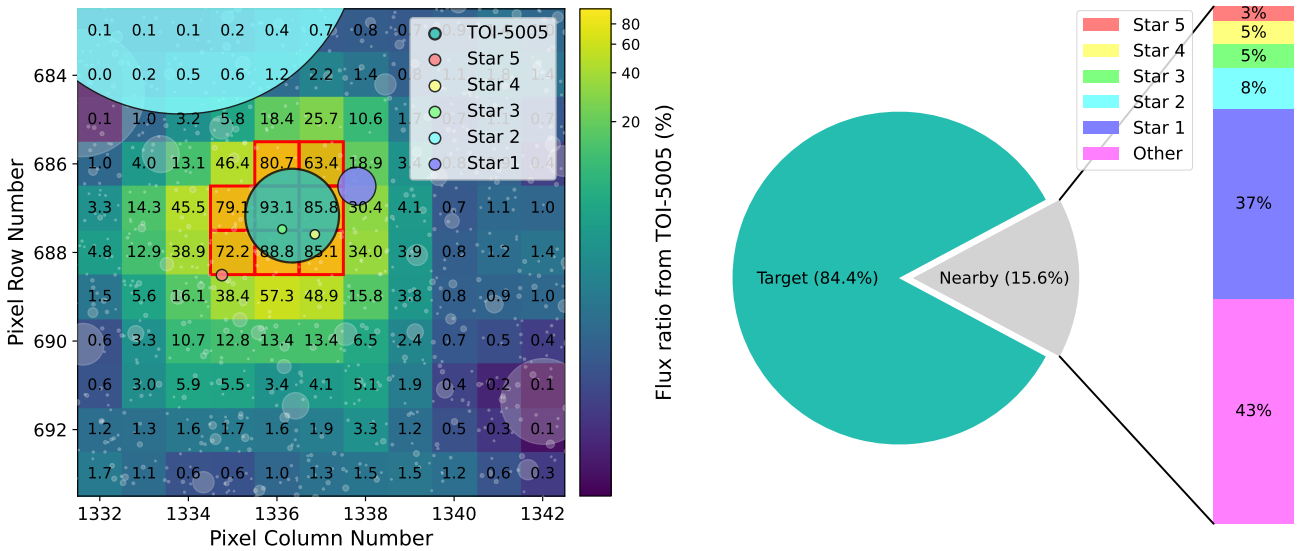 0.1 0.1 0.1 0.2 0.4 0.7 0.8 0.7
684 0.0 0.2 0.5 0.6 1.2 2.2 1.4
0.1 1.0 3.2 5.8 18.4 25.7 10.6
686 1.0 4.0 13.1 46.4 80.7 63.4 18.9
3.3 14.3 45.5 79.1 93.1 85.8 30.4 4.1 0.7 1.1 1.0
688 4.8 12.9 38.9 72.2 88.8 85.1 34.0 3.9 0.8 1.2 1.4
1.5 5.6 16.1 38.4 57.3 48.9 15.8 3.8 0.8 0.9 1.0
690 0.6 3.3 10.7 12.8 13.4 13.4 6.5 2.4 0.7 0.5 0.4
0.6 3.0 5.9 5.5 3.4 4.1 5.1 1.9 0.4 0.2 0.1
692 1.2 1.3 1.6 1.7 1.6 1.9 3.3 1.2 0.5 0.3 0.1
1.7 1.1 0.6 0.6 1.0 1.3 1.5 1.5 1.2 0.6 0.3
1332 1334 1336 1338 1340 1342
Pixel Column Number
Pixel Row Number
TOI-5005
Star 5
Star 4
Star 3
Star 2
Star 1
80
60
40
20
Flux ratio from TOI-5005 (%)
Target (84.4%)
Nearby (15.6%)
Star 5
Star 4
Star 3
Star 2
Star 1
Other
3%
5%
5%
8%
37%
43%